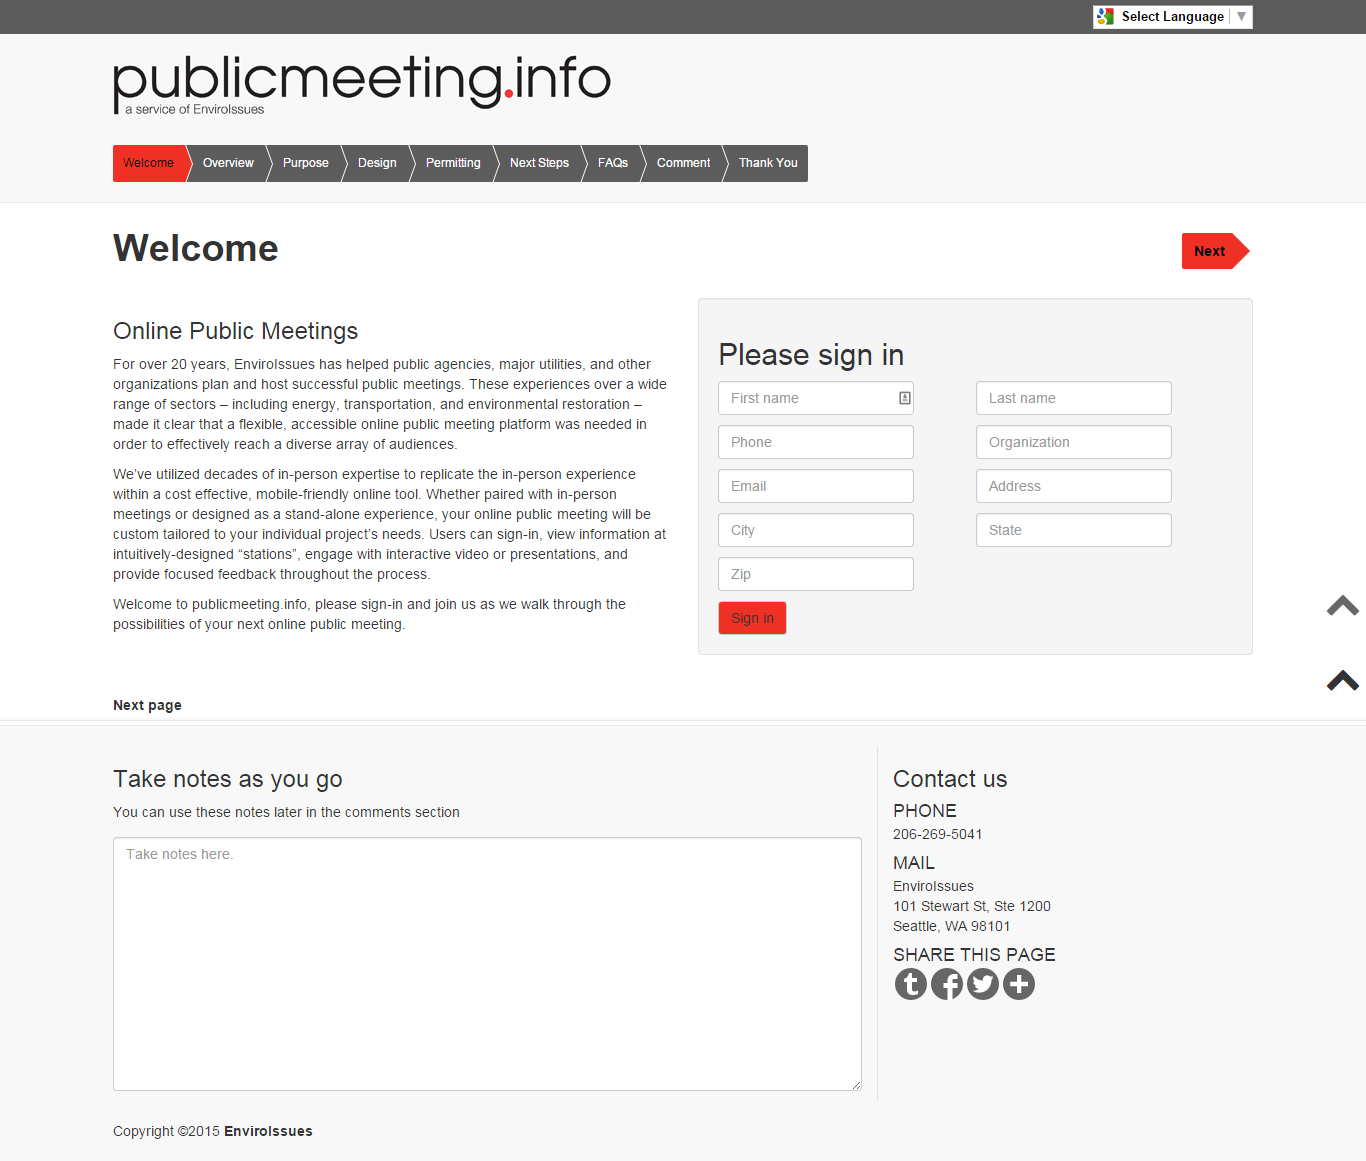 Select Language ▼
publicmeeting.info
a service of EnviroIssues
Welcome
Overview
Purpose
Design
Permitting
Next Steps
FAQs
Comment
Thank You
Welcome
Next
Online Public Meetings
For over 20 years, EnviroIssues has helped public agencies, major utilities, and other
organizations plan and host successful public meetings. These experiences over a wide
range of sectors – including energy, transportation, and environmental restoration –
made it clear that a flexible, accessible online public meeting platform was needed in
order to effectively reach a diverse array of audiences.
We’ve utilized decades of in-person expertise to replicate the in-person experience
within a cost effective, mobile-friendly online tool. Whether paired with in-person
meetings or designed as a stand-alone experience, your online public meeting will be
custom tailored to your individual project’s needs. Users can sign-in, view information at
intuitively-designed “stations”, engage with interactive video or presentations, and
provide focused feedback throughout the process.
Welcome to publicmeeting.info, please sign-in and join us as we walk through the
possibilities of your next online public meeting.
Please sign in
First name
Last name
Phone
Organization
Email
Address
City
State
Zip
Sign in
Next page
Take notes as you go
You can use these notes later in the comments section
Take notes here.
Contact us
PHONE
206-269-5041
MAIL
EnviroIssues
101 Stewart St, Ste 1200
Seattle, WA 98101
SHARE THIS PAGE
Copyright ©2015 EnviroIssues